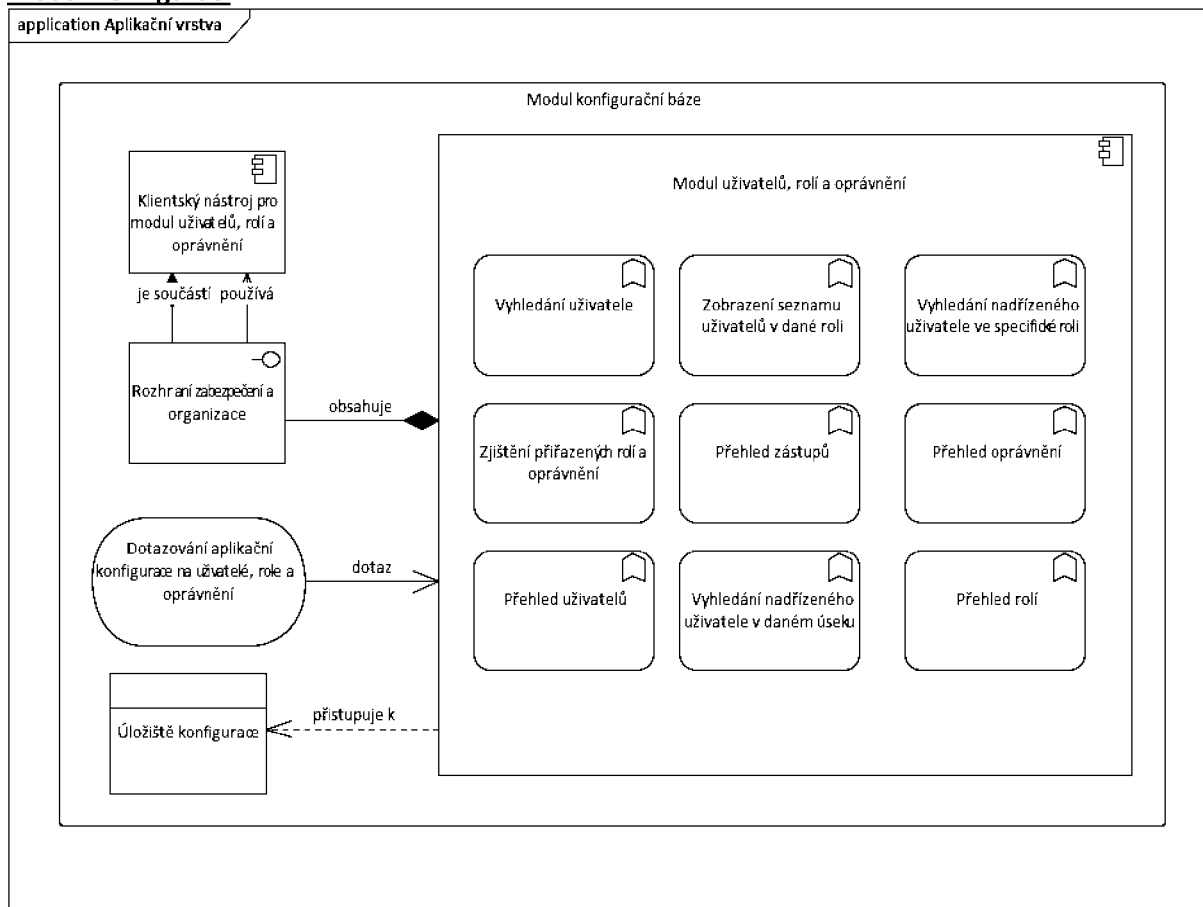 application Aplikační vrstva
Modul konfigurační báze
Klientský nástroj pro
modul uživatelů, rolí a
oprávnění
je součástí
používá
Rozhraní zabezpečení a
organizace
obsahuje
Dotazování aplikační
konfigurace na uživatelé, role a
oprávnění
dotaz
Úložiště konfigurace
přistupuje k
Modul uživatelů, rolí a oprávnění
Vyhledání uživatele
Zobrazení seznamu
uživatelů v dané roli
Vyhledání nadřízeného
uživatele ve specifické roli
Zjištění přiřazených rolí a
oprávnění
Přehled zástupů
Přehled oprávnění
Přehled uživatelů
Vyhledání nadřízeného
uživatele v daném úseku
Přehled rolí